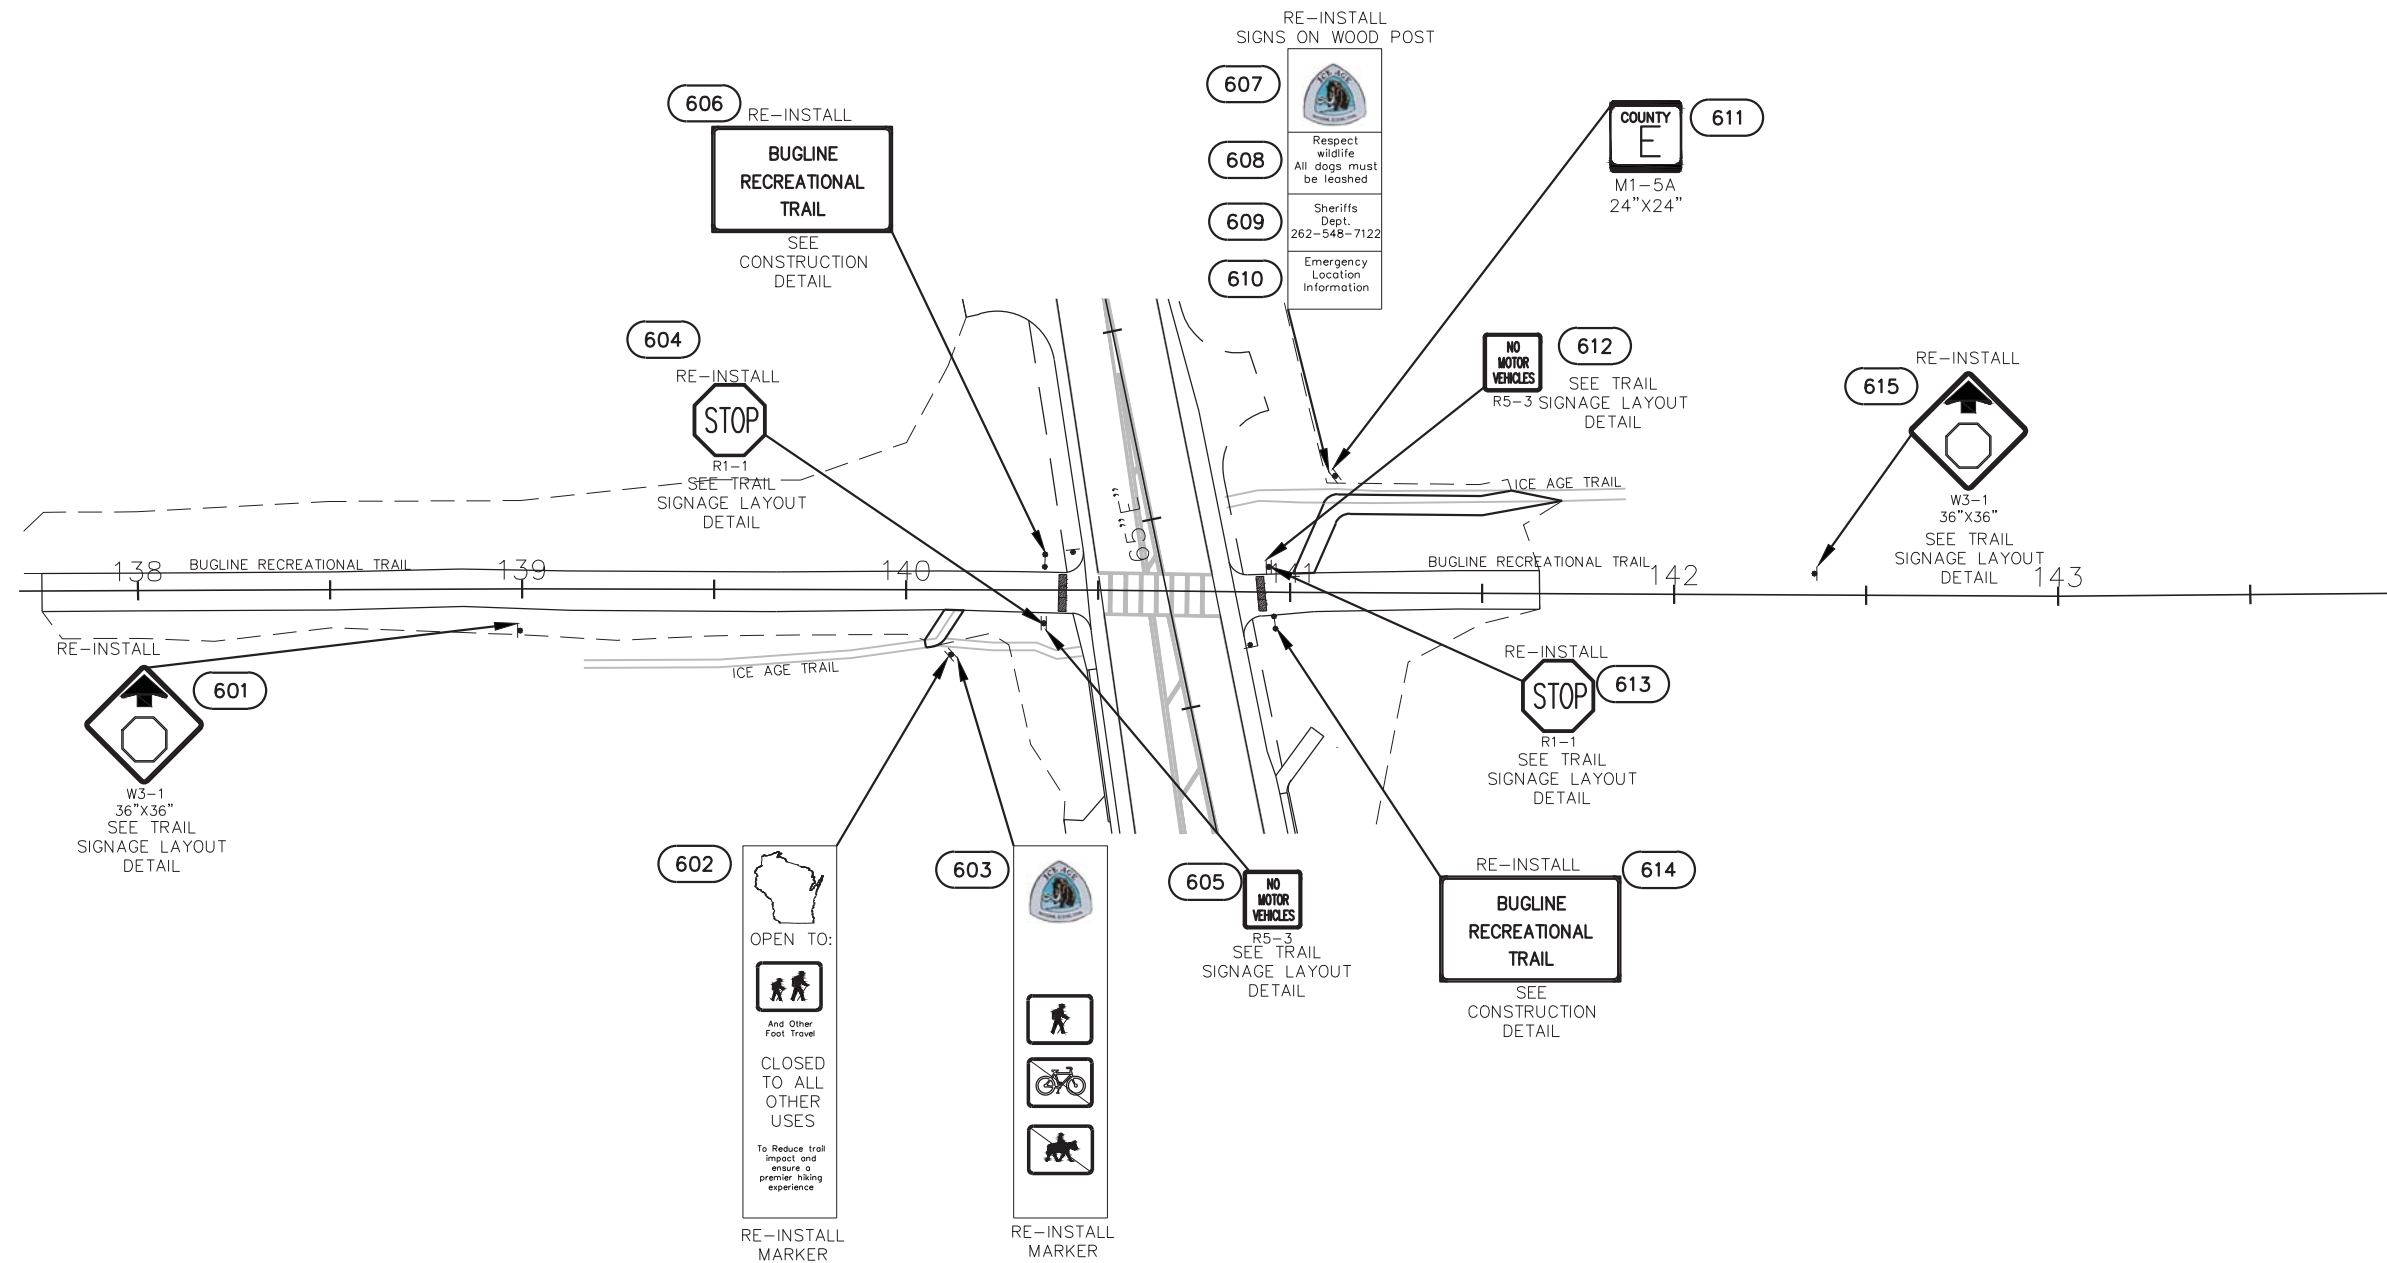 RE-INSTALL
SIGNS ON WOOD POST
607
ICE AGE
608
Respect
wildlife
All dogs must
be leashed
609
Sheriffs
Dept.
262-548-7122
610
Emergency
Location
Information
606
RE-INSTALL
BUGLINE
RECREATIONAL
TRAIL
SEE
CONSTRUCTION
DETAIL
COUNTY
E
611
M1-5A
24"X24"
604
RE-INSTALL
STOP
R1-1
SEE TRAIL
SIGNAGE LAYOUT
DETAIL
NO
MOTOR
VEHICLES
612
R5-3
SEE TRAIL
SIGNAGE LAYOUT
DETAIL
615
RE-INSTALL
W3-1
36"X36"
SEE TRAIL
SIGNAGE LAYOUT
DETAIL
ICE AGE TRAIL
65"E"
138
BUGLINE RECREATIONAL TRAIL
139
140
BUGLINE RECREATIONAL TRAIL
142
143
RE-INSTALL
601
W3-1
36"X36"
SEE TRAIL
SIGNAGE LAYOUT
DETAIL
ICE AGE TRAIL
RE-INSTALL
STOP
613
R1-1
SEE TRAIL
SIGNAGE LAYOUT
DETAIL
602
OPEN TO:
And Other
Foot Travel
CLOSED
TO ALL
OTHER
USES
To Reduce trail
impact and
ensure a
premier hiking
experience
RE-INSTALL
MARKER
603
ICE AGE
RE-INSTALL
MARKER
605
NO
MOTOR
VEHICLES
R5-3
SEE TRAIL
SIGNAGE LAYOUT
DETAIL
RE-INSTALL
614
BUGLINE
RECREATIONAL
TRAIL
SEE
CONSTRUCTION
DETAIL